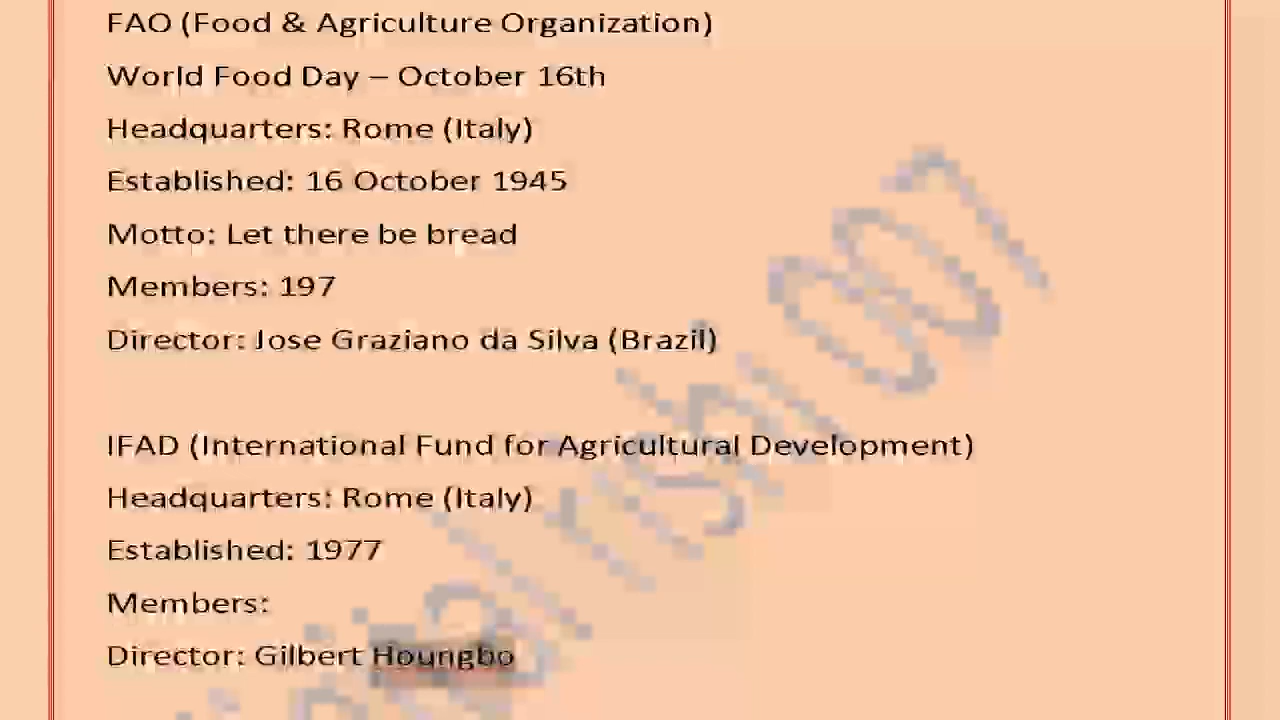 FAO (Food & Agriculture Organization)
World Food Day – October 16th
Headquarters: Rome (Italy)
Established: 16 October 1945
Motto: Let there be bread
Members: 197
Director: Jose Graziano da Silva (Brazil)
IFAD (International Fund for Agricultural Development)
Headquarters: Rome (Italy)
Established: 1977
Members:
Director: Gilbert Houngbo